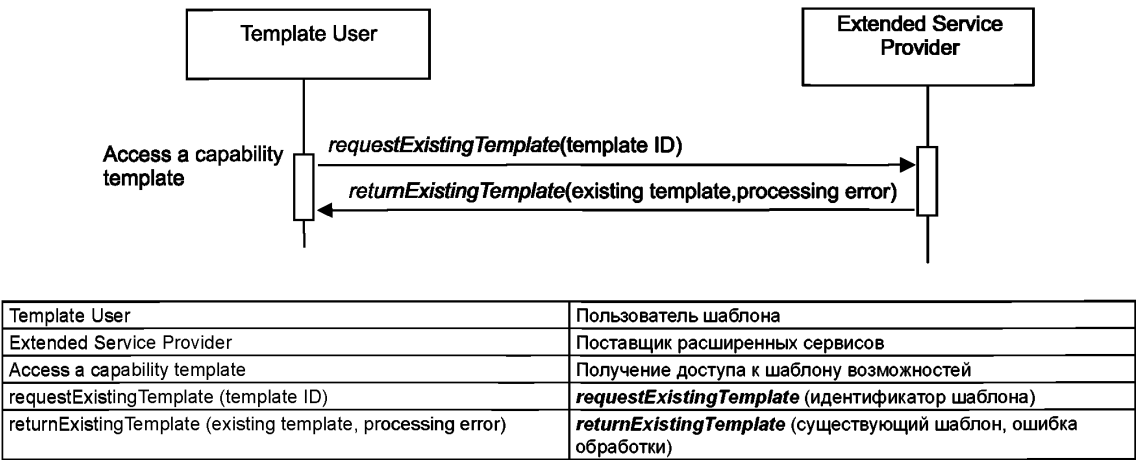 Template User
Extended Service
Provider
Access a capability
template
requestExistingTemplate(template ID)
returnExistingTemplate(existing template,processing error)
Template User
Пользователь шаблона
Extended Service Provider
Поставщик расширенных сервисов
Access a capability template
Получение доступа к шаблону возможностей
requestExistingTemplate (template ID)
requestExistingTemplate (идентификатор шаблона)
returnExistingTemplate (existing template, processing error)
returnExistingTemplate (существующий шаблон, ошибка
обработки)